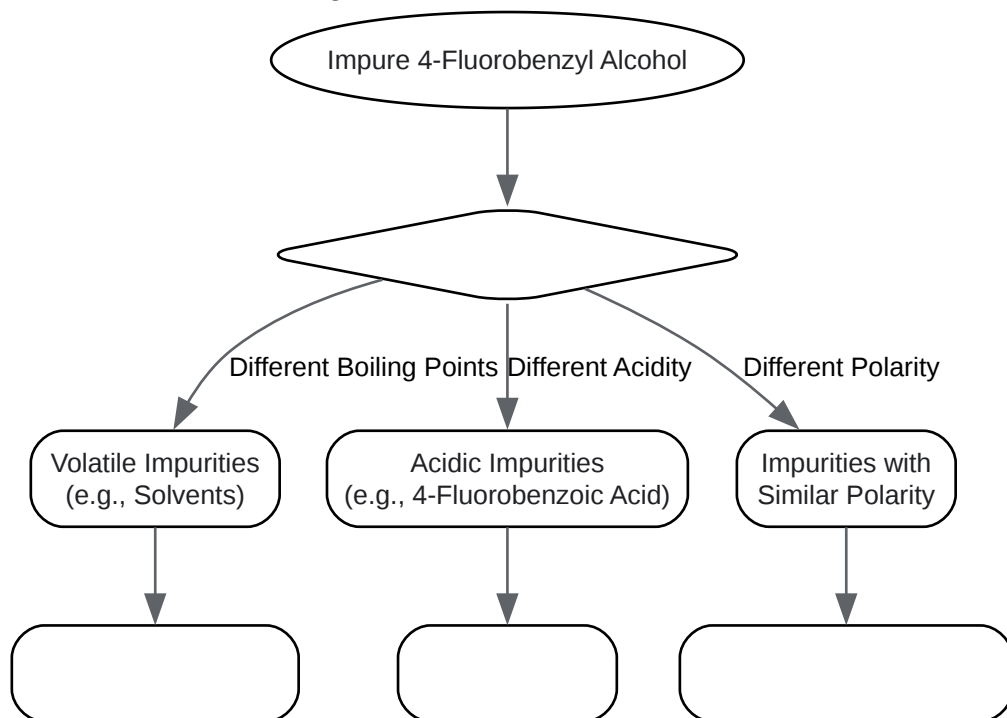 Impure 4-Fluorobenzyl Alcohol
Different Boiling Points
Different Acidity
Different Polarity
Volatile Impurities
(e.g., Solvents)
Acidic Impurities
(e.g., 4-Fluorobenzoic Acid)
Impurities with
Similar Polarity